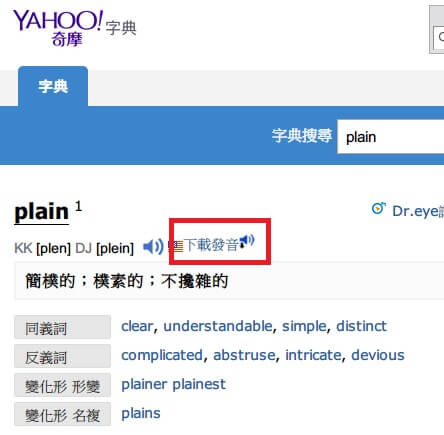 YAHOO! 字典
奇摩
字典
字典搜尋 plain
plain 1
Dr.eye
KK [plen] DJ [plein] 下載發音
簡樸的；樸素的；不攙雜的
同義詞 clear, understandable, simple, distinct
反義詞 complicated, abstruse, intricate, devious
變化形 形變 plainer plainest
變化形 名複 plains